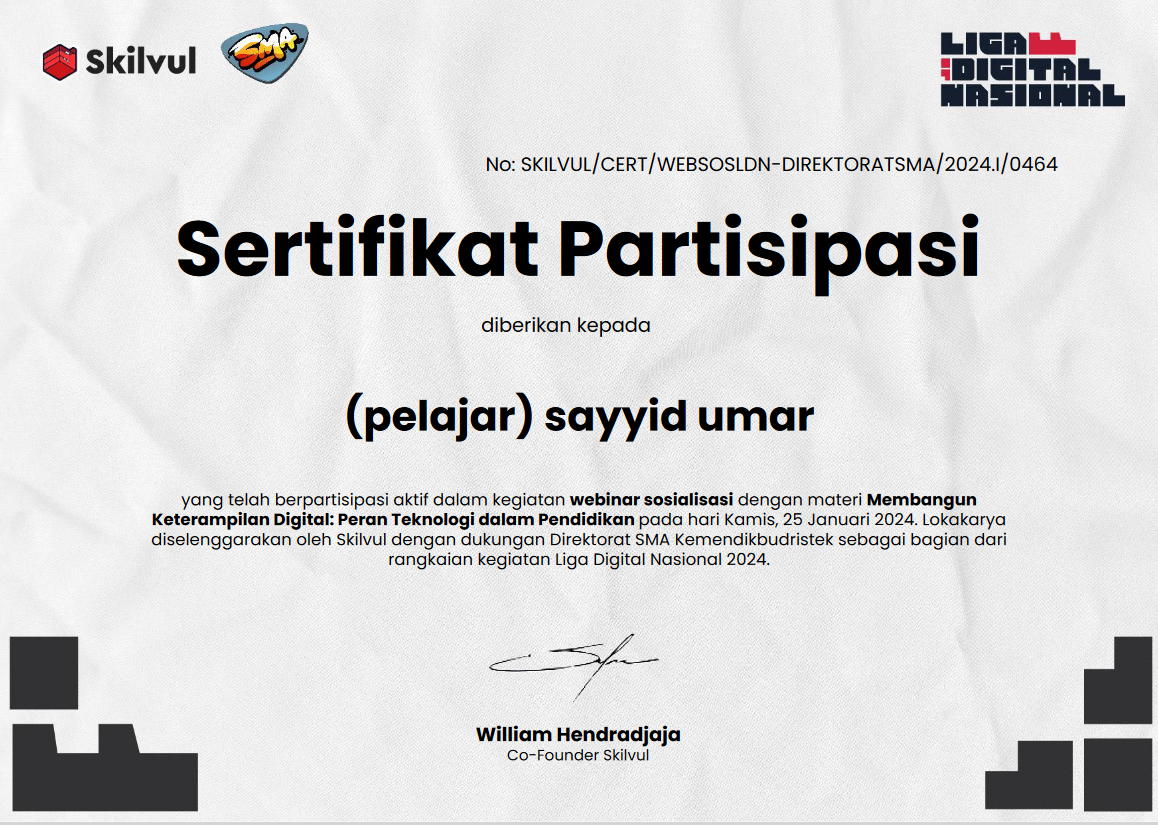 Skilvul
SMA
LIGA
DIGITAL
NASIONAL
No: SKILVUL/CERT/WEBSOSLDN-DIREKTORATSMA/2024.I/0464
Sertifikat Partisipasi
diberikan kepada
(pelajar) sayyid umar
yang telah berpartisipasi aktif dalam kegiatan webinar sosialisasi dengan materi Membangun
Keterampilan Digital: Peran Teknologi dalam Pendidikan pada hari Kamis, 25 Januari 2024. Lokakarya
diselenggarakan oleh Skilvul dengan dukungan Direktorat SMA Kemendikbudristek sebagai bagian dari
rangkaian kegiatan Liga Digital Nasional 2024.
William Hendradjaja
Co-Founder Skilvul